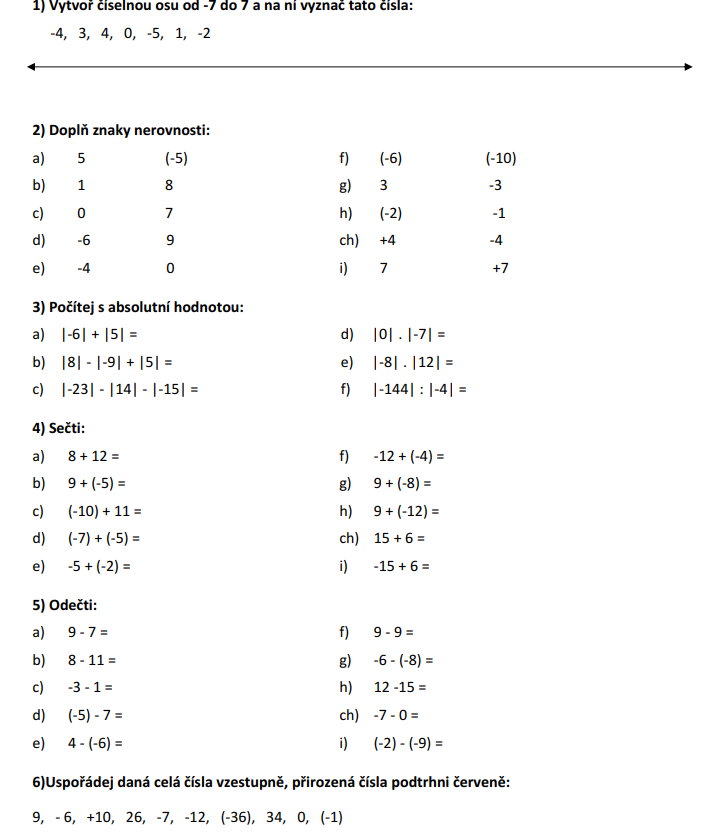 1) Vytvoř číselnou osu od -7 do 7 a na ní vyznač tato čísla:
-4, 3, 4, 0, -5, 1, -2
2) Doplň znaky nerovnosti:
a) 5 (-5) f) (-6) (-10)
b) 1 8 g) 3 -3
c) 0 7 h) (-2) -1
d) -6 9 ch) +4 -4
e) -4 0 i) 7 +7
3) Počítej s absolutní hodnotou:
a) |-6| + |5| = d) |0| . |-7| =
b) |8| - |-9| + |5| = e) |-8| . |12| =
c) |-23| - |14| - |-15| = f) |-144| : |-4| =
4) Sečti:
a) 8 + 12 = f) -12 + (-4) =
b) 9 + (-5) = g) 9 + (-8) =
c) (-10) + 11 = h) 9 + (-12) =
d) (-7) + (-5) = ch) 15 + 6 =
e) -5 + (-2) = i) -15 + 6 =
5) Odečti:
a) 9 - 7 = f) 9 - 9 =
b) 8 - 11 = g) -6 - (-8) =
c) -3 - 1 = h) 12 -15 =
d) (-5) - 7 = ch) -7 - 0 =
e) 4 - (-6) = i) (-2) - (-9) =
6)Uspořádej daná celá čísla vzestupně, přirozená čísla podtrhni červeně:
9, - 6, +10, 26, -7, -12, (-36), 34, 0, (-1)